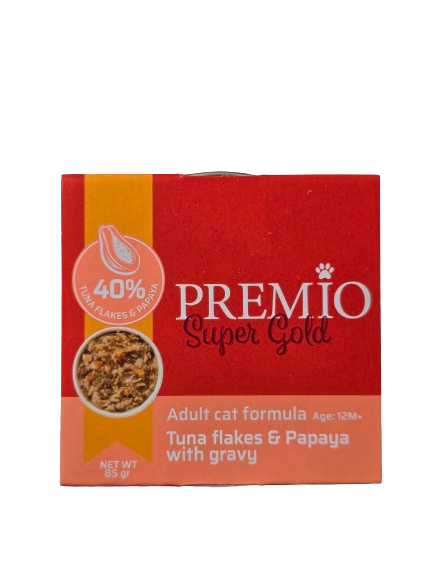 40%
TUNA FLAKES & PAPAYA
PREMIO
Super Gold
Adult cat formula Age: 12M+
Tuna flakes & Papaya
with gravy
NET WT
85 gr